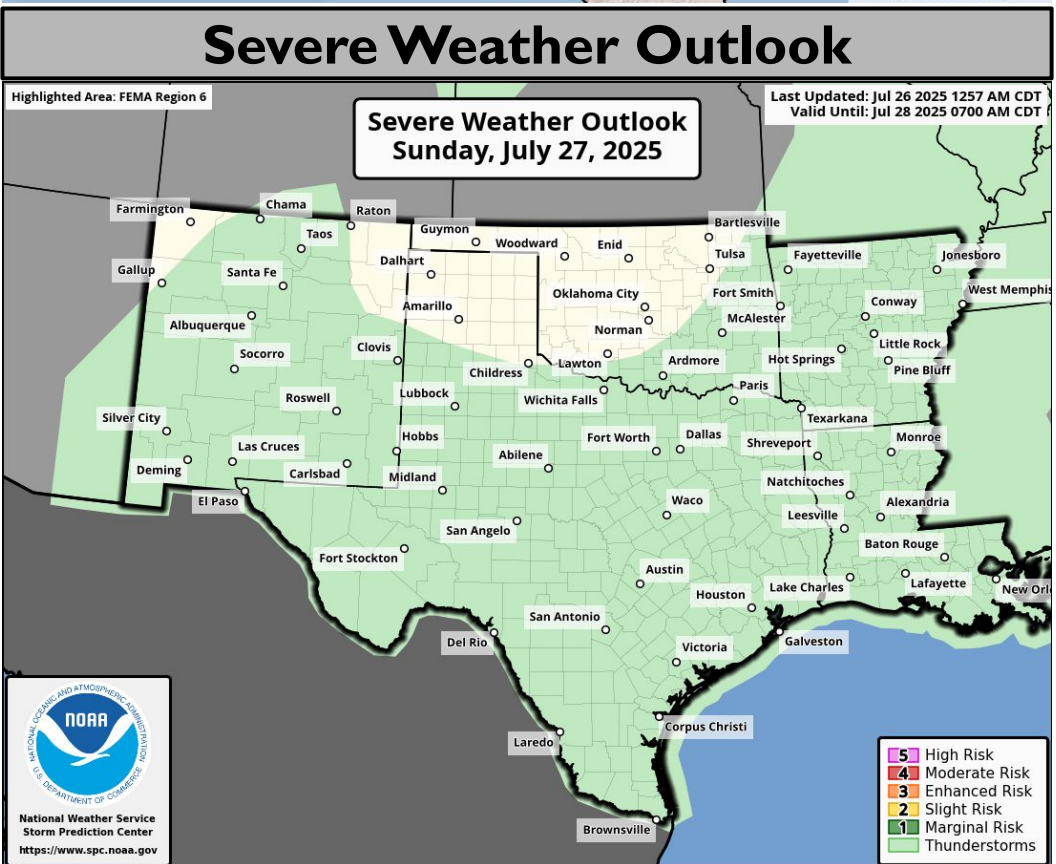 Severe Weather Outlook
Highlighted Area: FEMA Region 6
Last Updated: Jul 26 2025 1257 AM CDT
Valid Until: Jul 28 2025 0700 AM CDT
Severe Weather Outlook
Sunday, July 27, 2025
Farmington
Chama
Raton
Taos
Guymon
Woodward
Enid
Bartlesville
Gallup
Santa Fe
Dalhart
Tulsa
Fayetteville
Jonesboro
Amarillo
Oklahoma City
Fort Smith
Conway
West Memphis
Albuquerque
Norman
McAlester
Little Rock
Socorro
Clovis
Childress
Lawton
Ardmore
Hot Springs
Pine Bluff
Roswell
Lubbock
Wichita Falls
Paris
Texarkana
Silver City
Las Cruces
Hobbs
Fort Worth
Dallas
Shreveport
Monroe
Deming
Carlsbad
Midland
Abilene
Natchitoches
El Paso
Waco
Leesville
Alexandria
San Angelo
Baton Rouge
Fort Stockton
Austin
Houston
Lake Charles
Lafayette
New Orl
San Antonio
Del Rio
Victoria
Galveston
Corpus Christi
Laredo
Brownsville
NATIONAL OCEANIC AND ATMOSPHERIC ADMINISTRATION
NOAA
U.S. DEPARTMENT OF COMMERCE
National Weather Service
Storm Prediction Center
https://www.spc.noaa.gov
5 High Risk
4 Moderate Risk
3 Enhanced Risk
2 Slight Risk
1 Marginal Risk
Thunderstorms